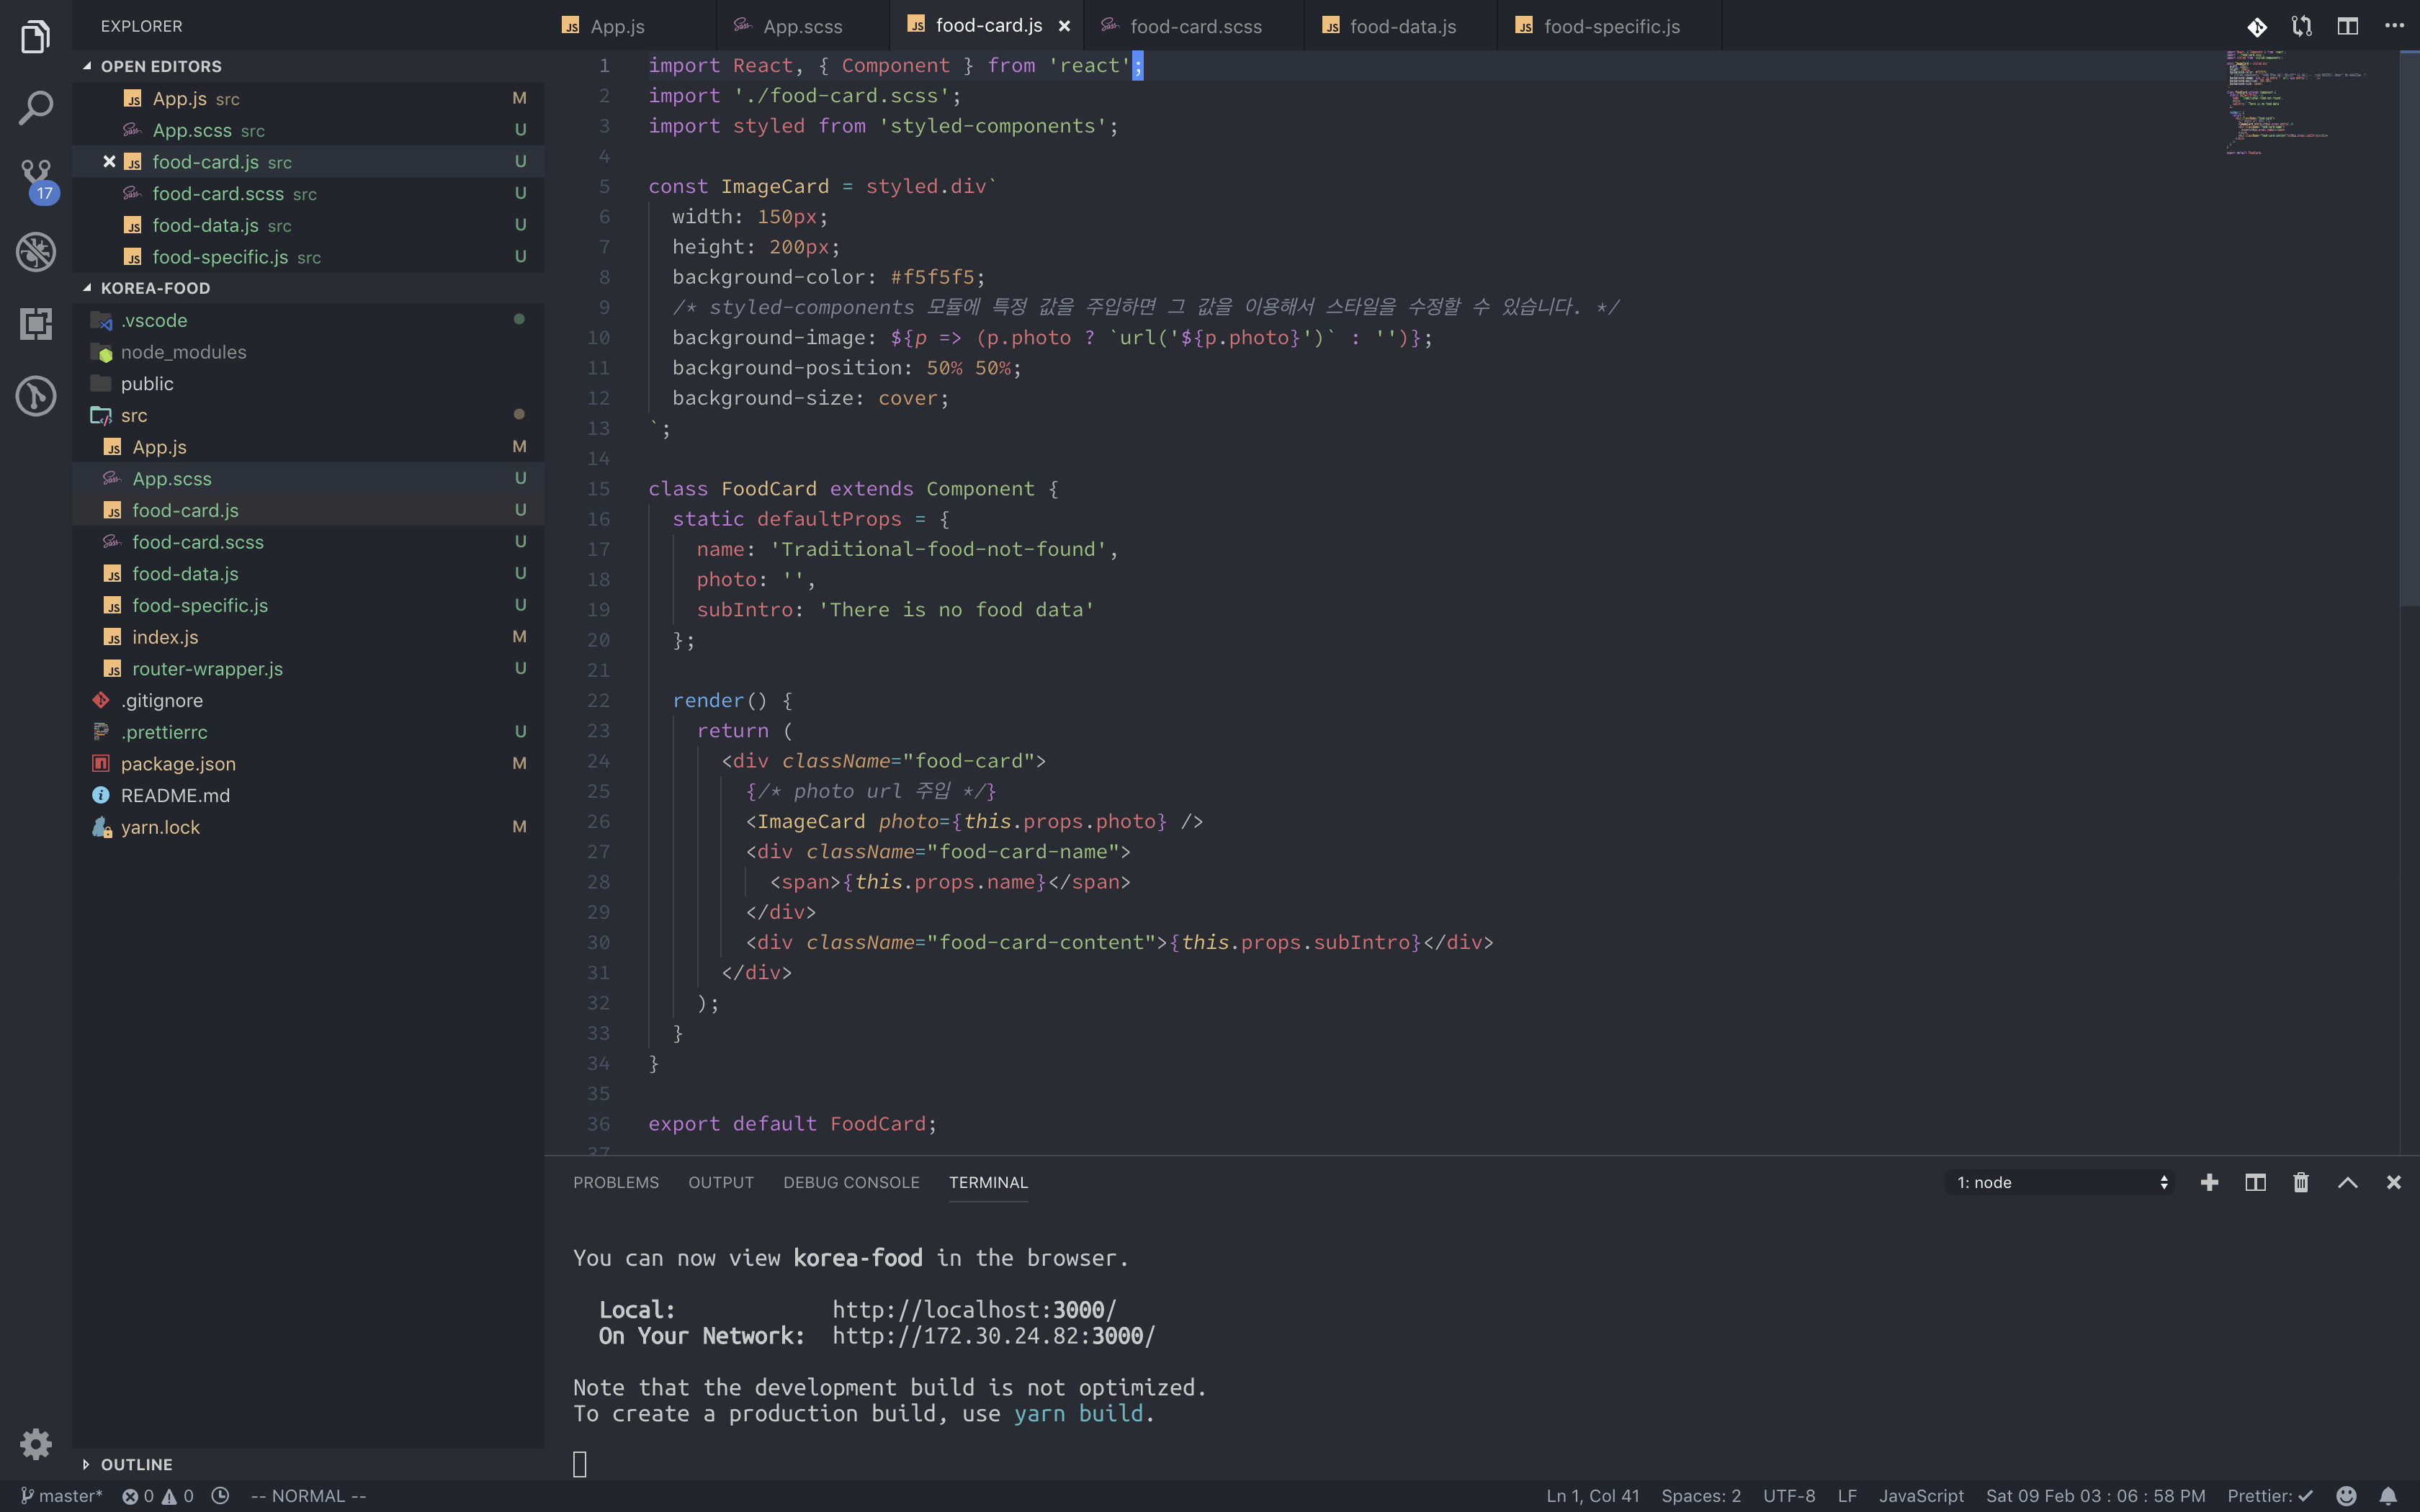 EXPLORER
OPEN EDITORS
App.js src M
App.scss src U
food-card.js src U
food-card.scss src U
food-data.js src U
food-specific.js src U
17
KOREA-FOOD
.vscode
node_modules
public
src
App.js M
App.scss U
food-card.js U
food-card.scss U
food-data.js U
food-specific.js U
index.js M
router-wrapper.js U
.gitignore
.prettierrc U
package.json M
README.md
yarn.lock M
OUTLINE
App.js App.scss food-card.js food-card.scss food-data.js food-specific.js
1 import React, { Component } from 'react';
2 import './food-card.scss';
3 import styled from 'styled-components';
4
5 const ImageCard = styled.div`
6 width: 150px;
7 height: 200px;
8 background-color: #f5f5f5;
9 /* styled-components 모듈에 특정 값을 주입하면 그 값을 이용해서 스타일을 수정할 수 있습니다. */
10 background-image: ${p => (p.photo ? `url('${p.photo}')` : '')};
11 background-position: 50% 50%;
12 background-size: cover;
13 `;
14
15 class FoodCard extends Component {
16 static defaultProps = {
17 name: 'Traditional-food-not-found',
18 photo: '',
19 subIntro: 'There is no food data'
20 };
21
22 render() {
23 return (
24 <div className="food-card">
25 {/* photo url 주입 */}
26 <ImageCard photo={this.props.photo} />
27 <div className="food-card-name">
28 <span>{this.props.name}</span>
29 </div>
30 <div className="food-card-content">{this.props.subIntro}</div>
31 </div>
32 );
33 }
34 }
35
36 export default FoodCard;
37
PROBLEMS OUTPUT DEBUG CONSOLE TERMINAL 1: node
You can now view korea-food in the browser.
Local: http://localhost:3000/
On Your Network: http://172.30.24.82:3000/
Note that the development build is not optimized.
To create a production build, use yarn build.
master* 0 0 -- NORMAL -- Ln 1, Col 41 Spaces: 2 UTF-8 LF JavaScript Sat 09 Feb 03 : 06 : 58 PM Prettier: ✓